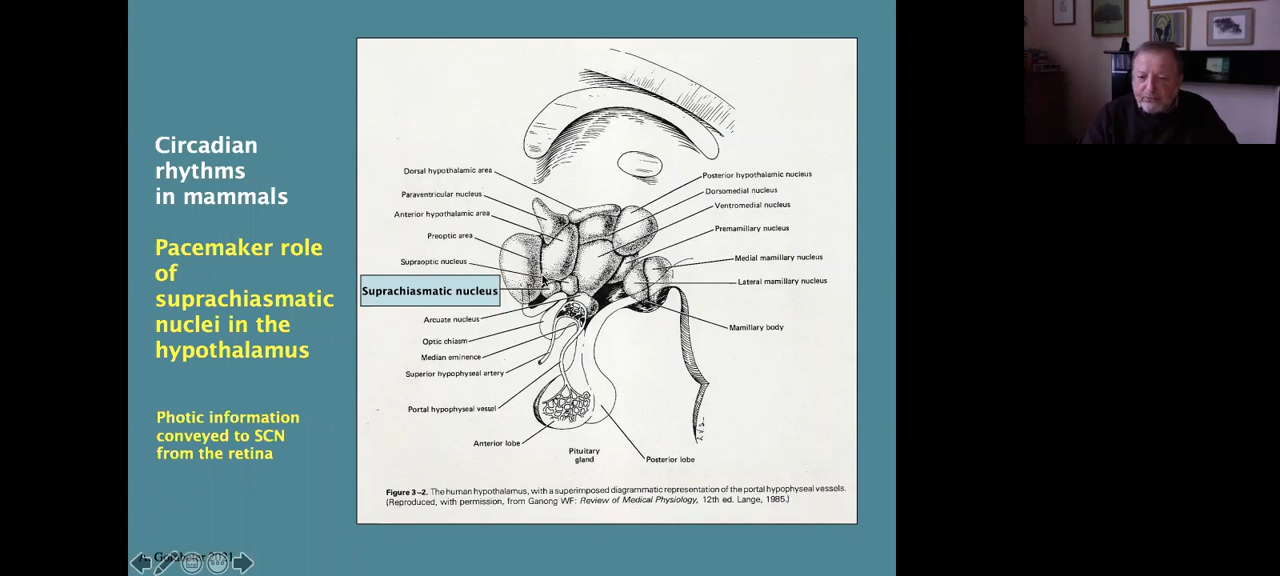 Circadian
rhythms
in mammals
Pacemaker role
of
suprachiasmatic
nuclei in the
hypothalamus
Photic information
conveyed to SCN
from the retina
Dorsal hypothalamic area
Paraventricular nucleus
Anterior hypothalamic area
Preoptic area
Supraoptic nucleus
Suprachiasmatic nucleus
Arcuate nucleus
Optic chiasm
Median eminence
Superior hypophyseal artery
Portal hypophyseal vessel
Anterior lobe
Pituitary
gland
Posterior lobe
Posterior hypothalamic nucleus
Dorsomedial nucleus
Ventromedial nucleus
Premamillary nucleus
Medial mamillary nucleus
Lateral mamillary nucleus
Mamillary body
Figure 3–2. The human hypothalamus, with a superimposed diagrammatic representation of the portal hypophyseal vessels.
(Reproduced, with permission, from Ganong WF: Review of Medical Physiology, 12th ed. Lange, 1985.)